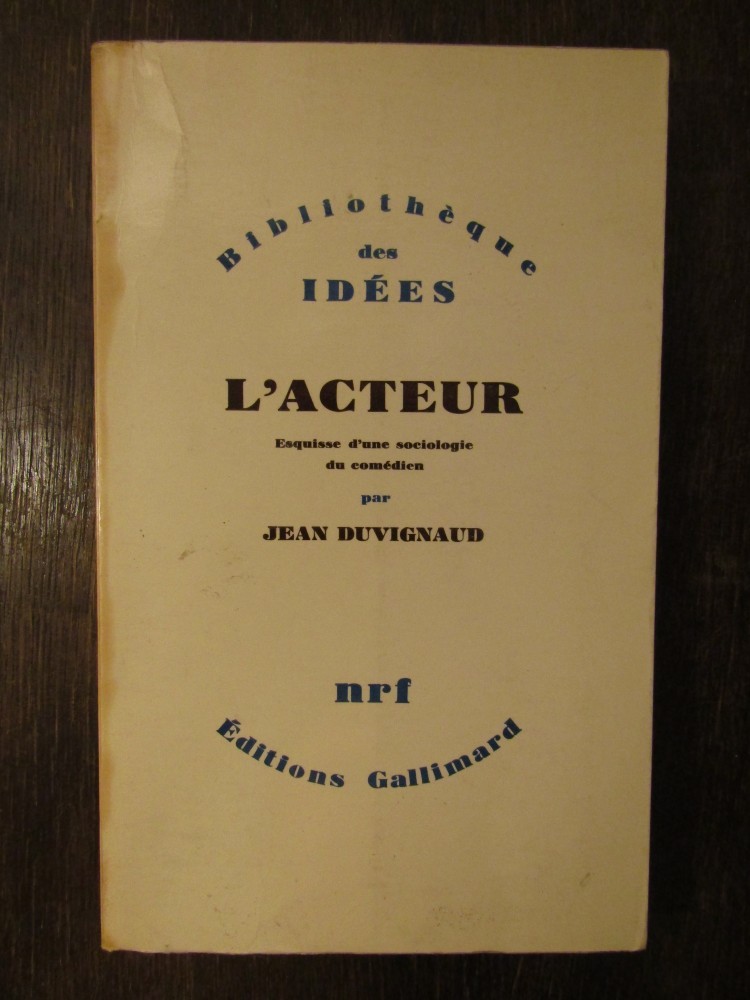 Bibliothèque
des
IDÉES
L'ACTEUR
Esquisse d'une sociologie
du comédien
par
JEAN DUVIGNAUD
nrf
Éditions Gallimard